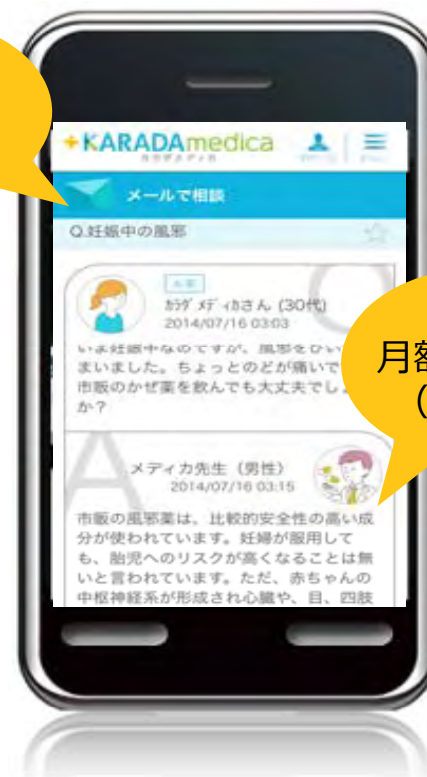 +KARADAmedica
カラダメディカ
メールで相談
Q.妊娠中の風邪
カラダ メディカさん (30代)
2014/07/16 03:03
いま妊娠中なのですが、風邪をひい
まいました。ちょっとのどが痛いで
市販のかぜ薬を飲んでも大丈夫でし
か？
月額
（
Q
A
メディカ先生（男性）
2014/07/16 03:15
市販の風邪薬は、比較的安全性の高い成
分が使われています。妊婦が服用して
も、胎児へのリスクが高くなることは無
いと言われています。ただ、赤ちゃんの
中枢神経系が形成され心臓や、目、四肢